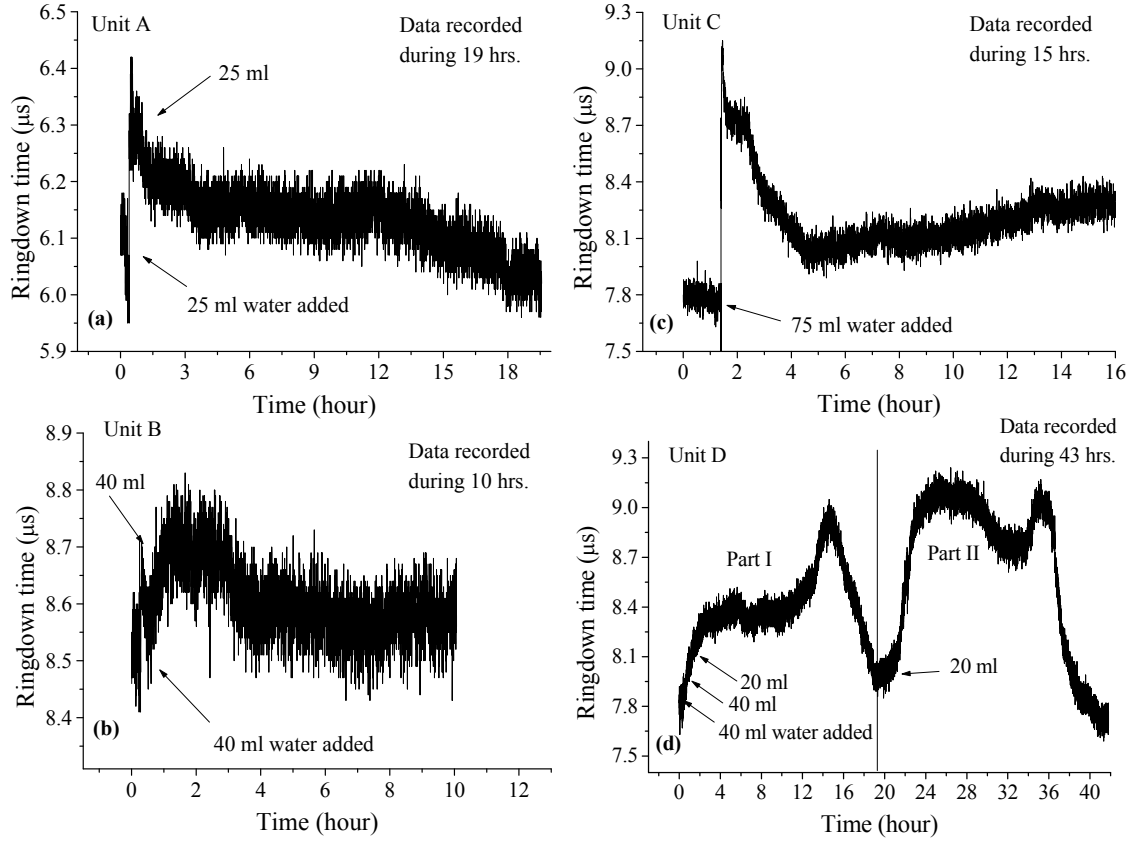 Unit A
Data recorded
during 19 hrs.
25 ml
25 ml water added
(a)
Ringdown time (μs)
6.5
6.4
6.3
6.2
6.1
6.0
5.9
0 3 6 9 12 15 18
Time (hour)
Unit C
Data recorded
during 15 hrs.
75 ml water added
(c)
Ringdown time (μs)
9.3
9.0
8.7
8.4
8.1
7.8
7.5
0 2 4 6 8 10 12 14 16
Time (hour)
Unit B
Data recorded
during 10 hrs.
40 ml
40 ml water added
(b)
Ringdown time (μs)
8.9
8.8
8.7
8.6
8.5
8.4
0 2 4 6 8 10 12
Time (hour)
Unit D
Data recorded
during 43 hrs.
Part I
Part II
20 ml
20 ml
40 ml
40 ml water added
(d)
Ringdown time (μs)
9.3
9.0
8.7
8.4
8.1
7.8
7.5
0 4 8 12 16 20 24 28 32 36 40
Time (hour)